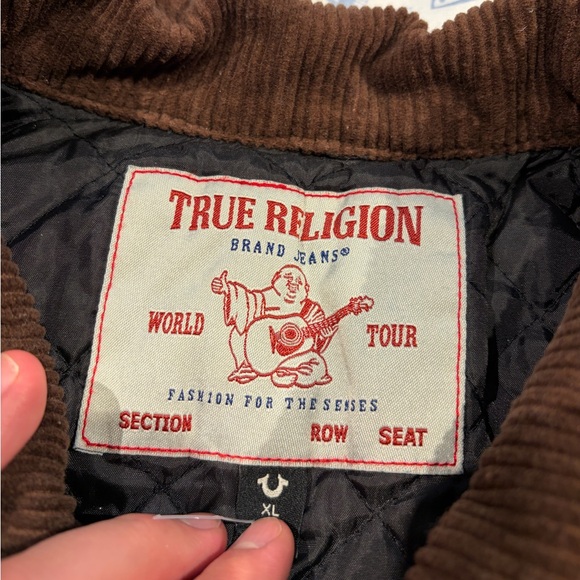 TRUE RELIGION
BRAND JEANS®
WORLD TOUR
FASHION FOR THE SENSES
SECTION ROW SEAT
XL